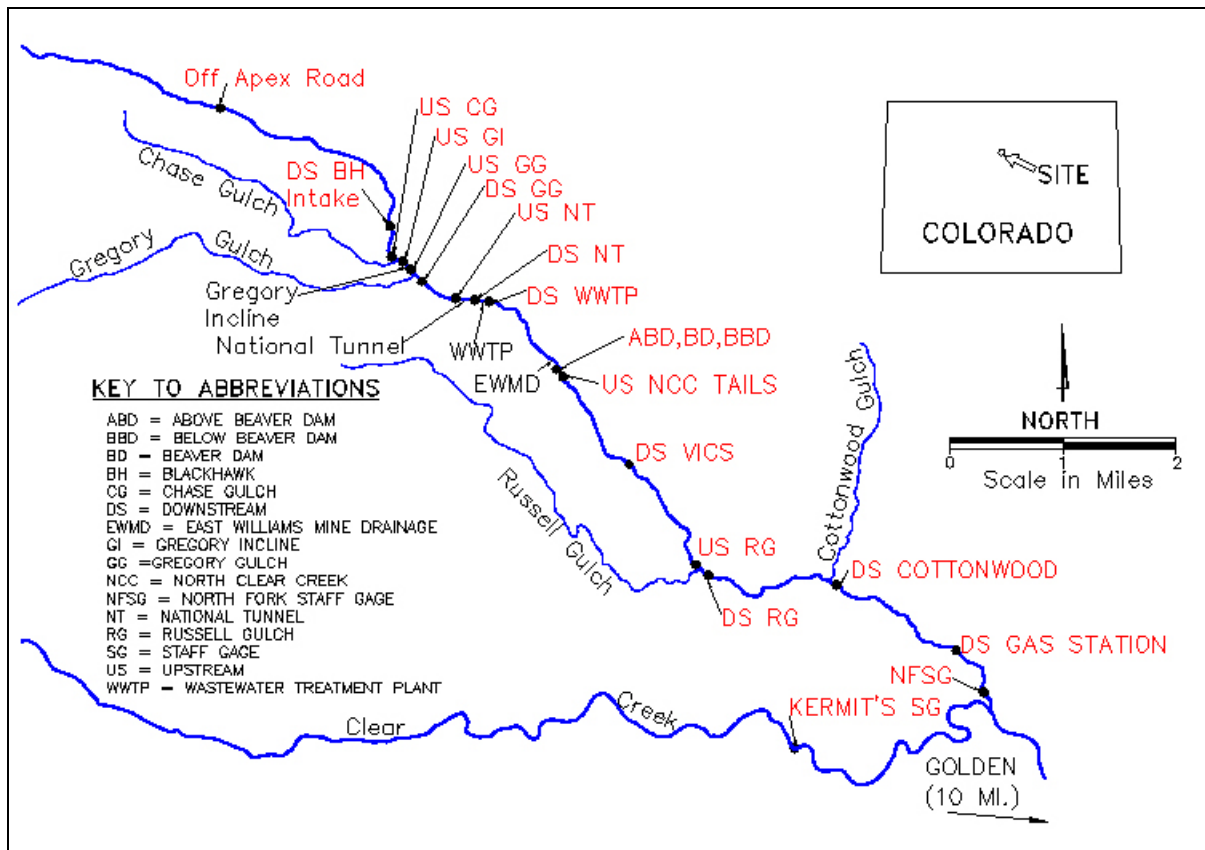 Off Apex Road
US CG
US GI
US GG
DS GG
US NT
DS BH
Intake
Chase Gulch
Gregory Gulch
Gregory
Incline
National Tunnel
DS NT
DS WWTP
WWTP
EWMD
ABD,BD,BBD
US NCC TAILS
DS VICS
Russell Gulch
US RG
DS RG
Cottonwood Gulch
DS COTTONWOOD
DS GAS STATION
NFSG
KERMIT'S SG
Clear Creek
GOLDEN
(10 MI.)
SITE
COLORADO
NORTH
0 1 2
Scale in Miles
KEY TO ABBREVIATIONS
ABD = ABOVE BEAVER DAM
BBD = BELOW BEAVER DAM
BD - BEAVER DAM
BH = BLACKHAWK
CG = CHASE GULCH
DS = DOWNSTREAM
EWMD = EAST WILLIAMS MINE DRAINAGE
GI = GREGORY INCLINE
GG =GREGORY GULCH
NCC = NORTH CLEAR CREEK
NFSG = NORTH FORK STAFF GAGE
NT = NATIONAL TUNNEL
RG = RUSSELL GULCH
SG = STAFF GAGE
US = UPSTREAM
WWTP - WASTEWATER TREATMENT PLANT